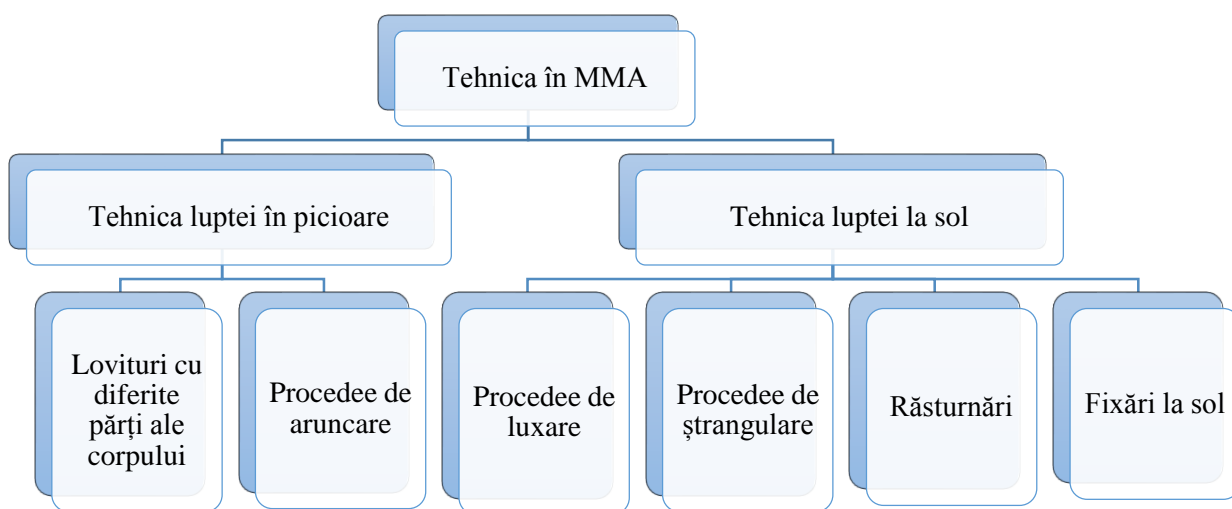 Tehnica în MMA
Tehnica luptei în picioare
Tehnica luptei la sol
Lovituri cu
diferite
părți ale
corpului
Procedee de
aruncare
Procedee de
luxare
Procedee de
ștrangulare
Răsturnări
Fixări la sol